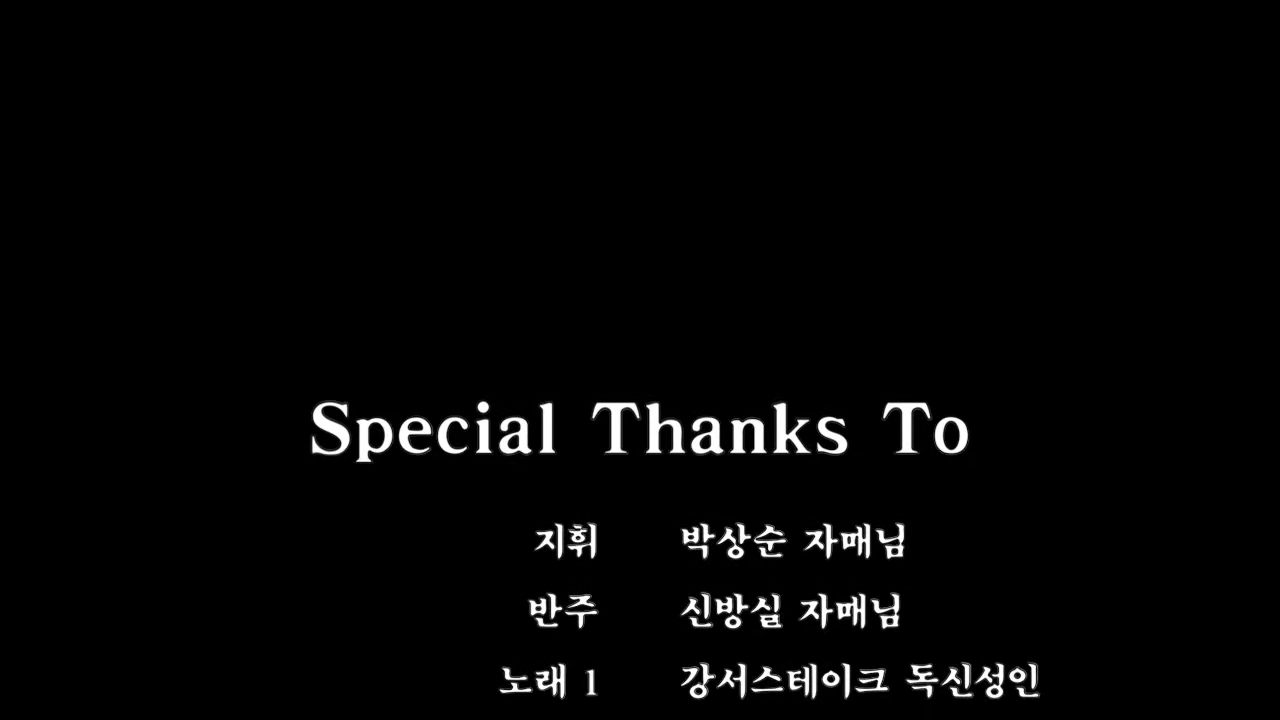 Special Thanks To
지휘 박상순 자매님
반주 신방실 자매님
노래 1 강서스테이크 독신성인